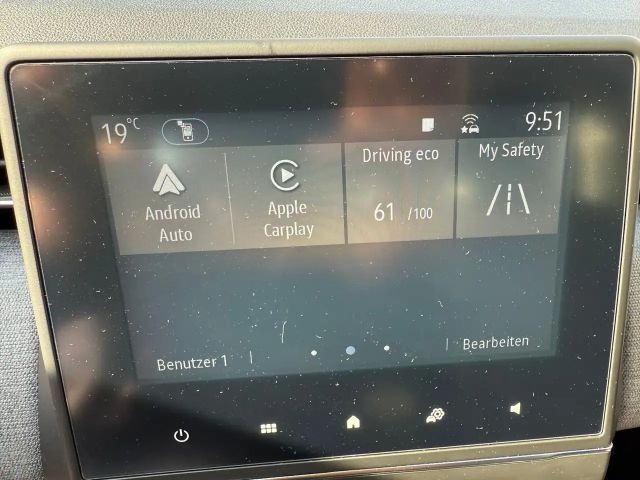 19°C
9:51
Android
Auto
Apple
Carplay
Driving eco
61 /100
My Safety
Benutzer 1
Bearbeiten